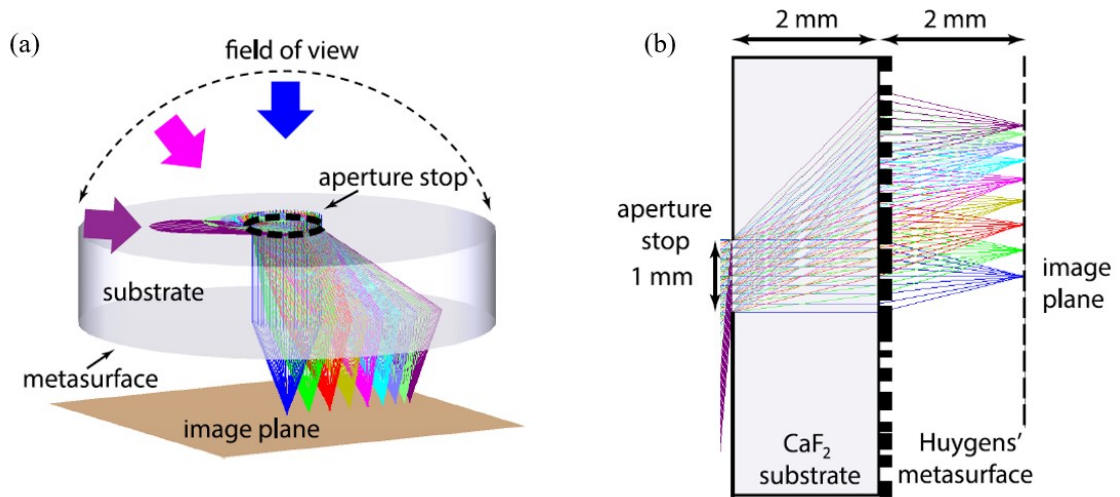 (a)
field of view
aperture stop
substrate
metasurface
image plane
(b)
2 mm
2 mm
aperture
stop
1 mm
image
plane
CaF₂
substrate
Huygens’
metasurface